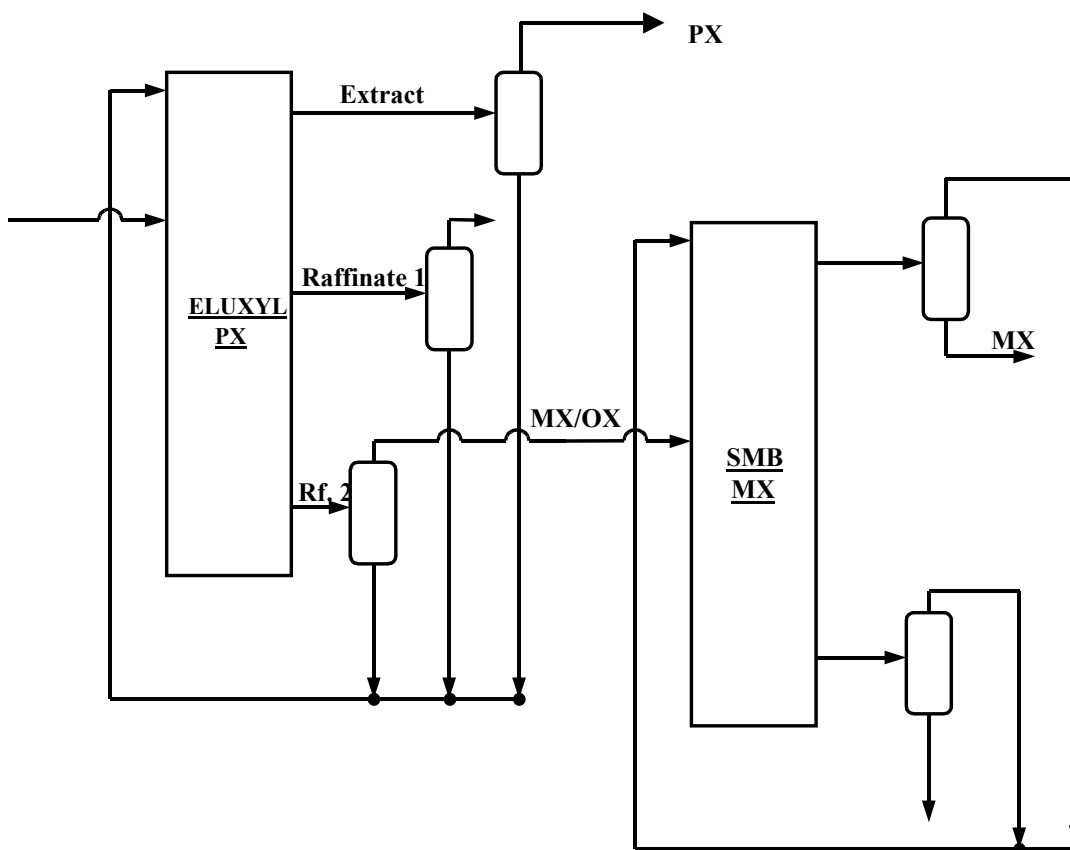 PX
Extract
Raffinate 1
ELUXYL
PX
MX
MX/OX
SMB
MX
Rf, 2